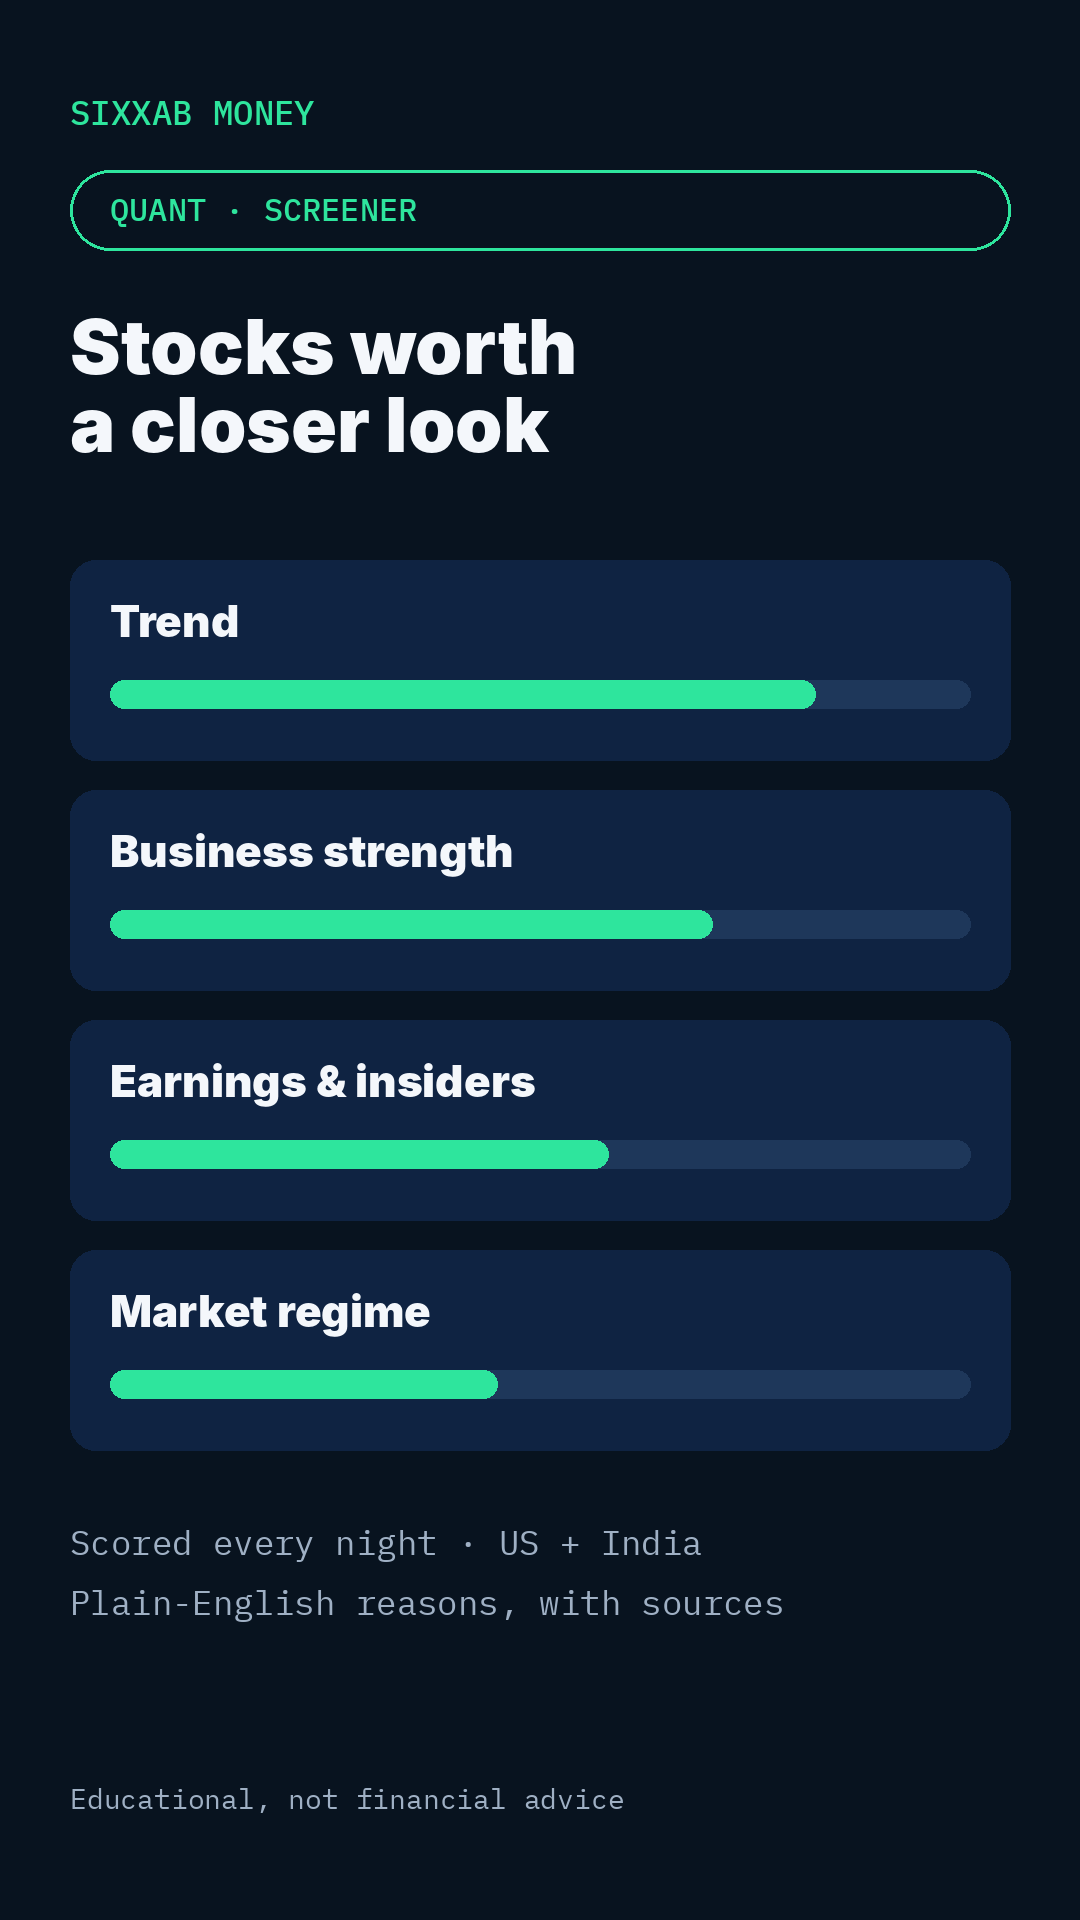 SIXXAB MONEY
QUANT · SCREENER
Stocks worth
a closer look
Trend
Business strength
Earnings & insiders
Market regime
Scored every night · US + India
Plain-English reasons, with sources
Educational, not financial advice